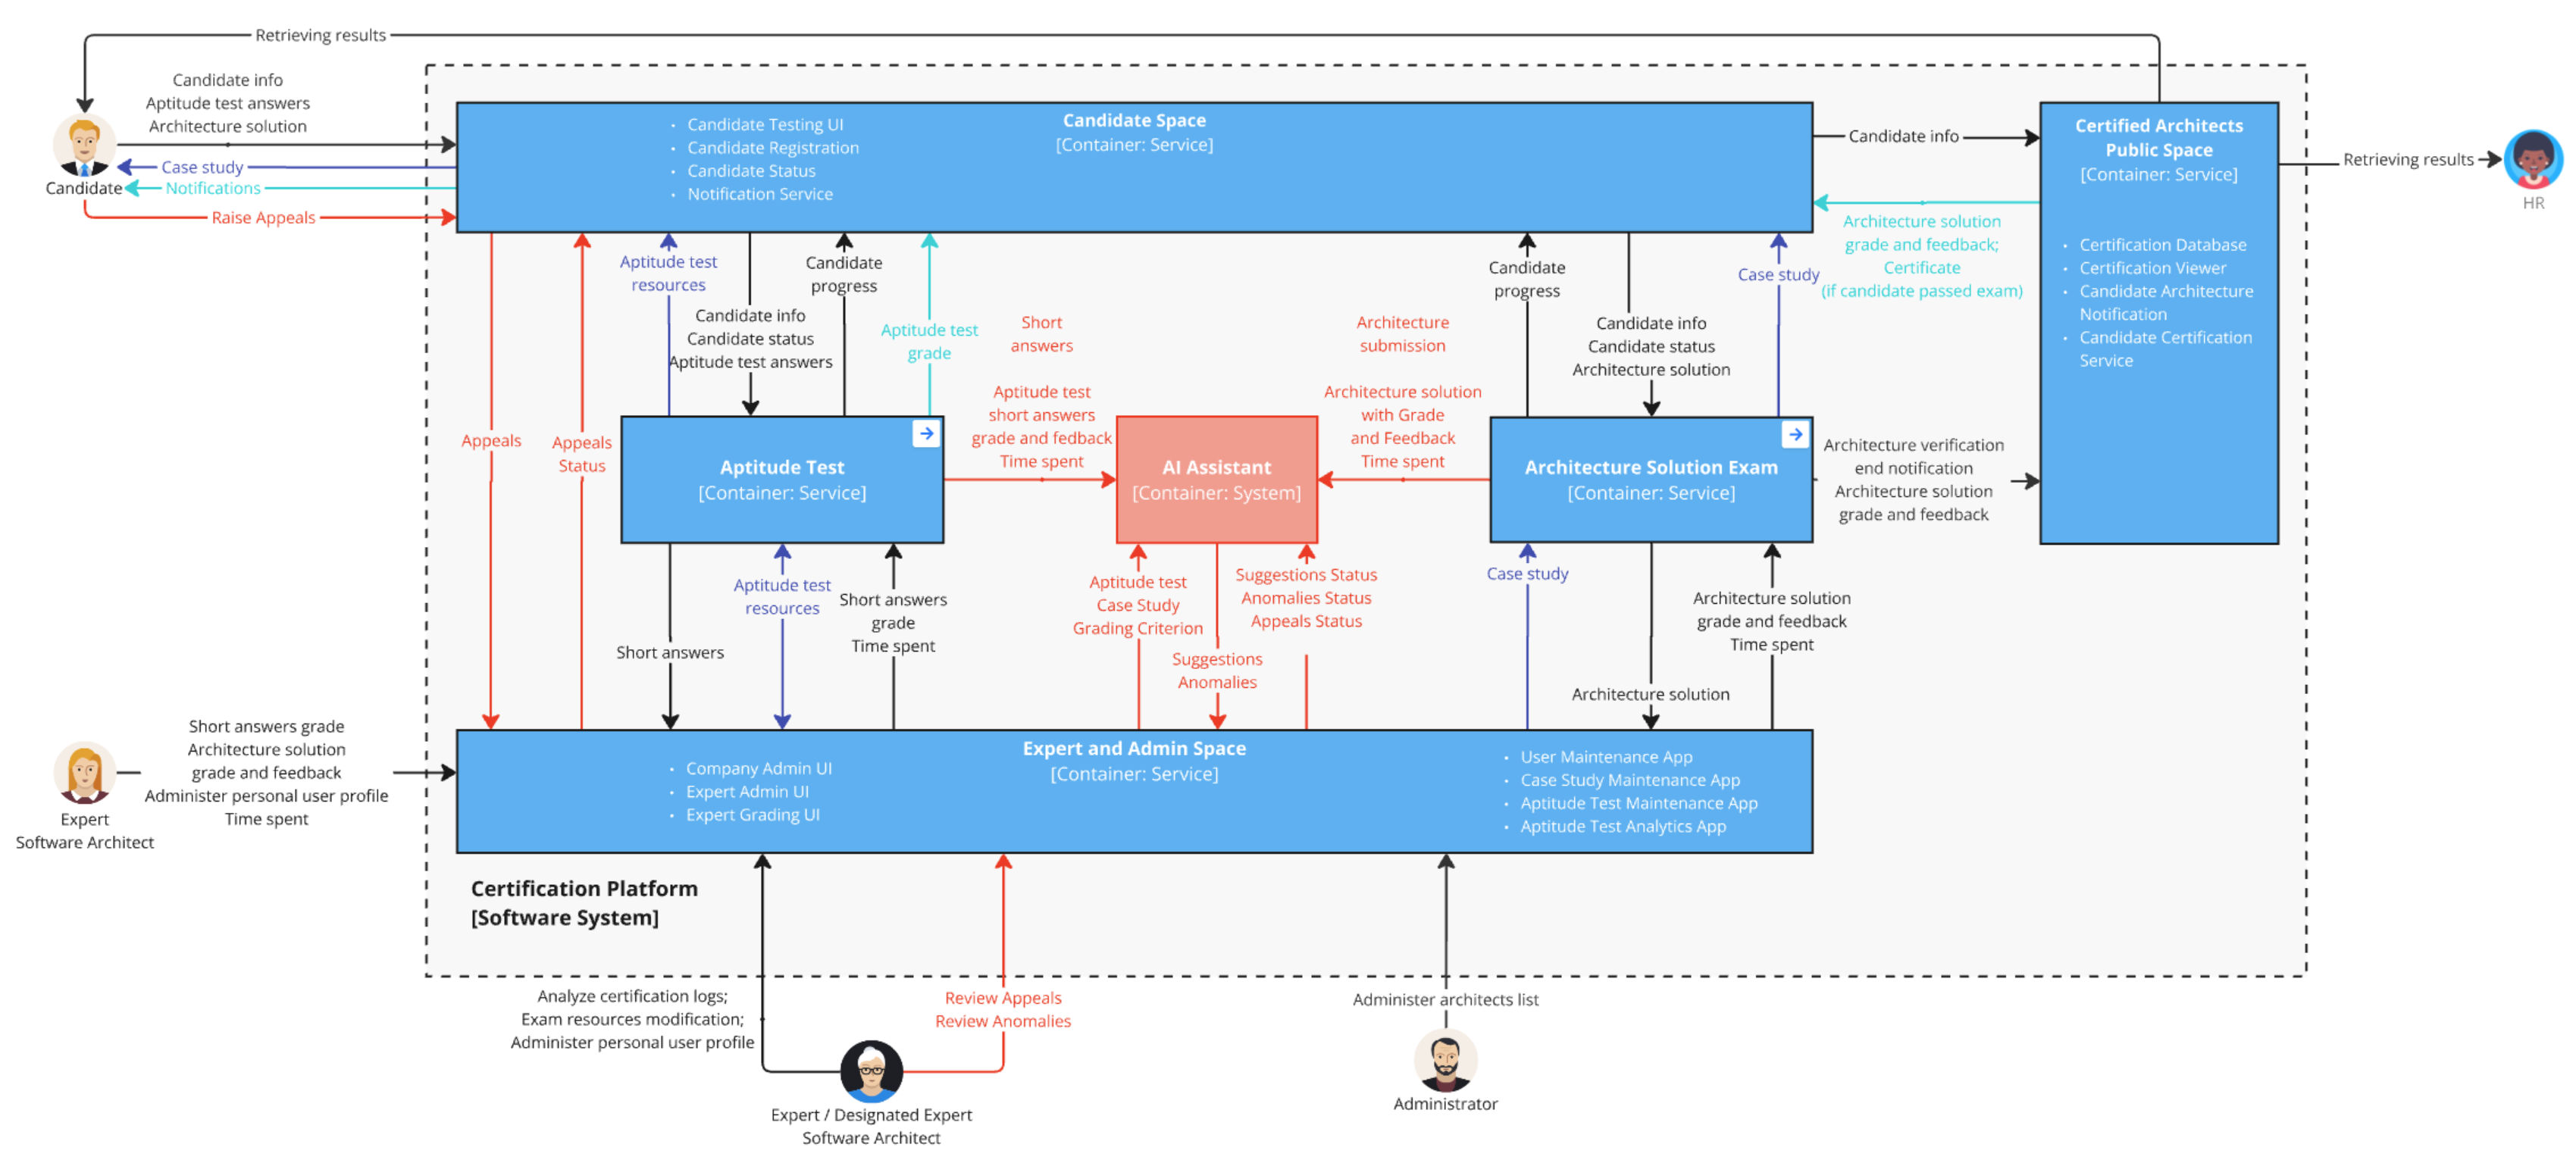 Retrieving results
Candidate info
Aptitude test answers
Architecture solution
Case study
Candidate
Notifications
Raise Appeals
Candidate Space
[Container: Service]
• Candidate Testing UI
• Candidate Registration
• Candidate Status
• Notification Service
Candidate info
Certified Architects
Public Space
[Container: Service]
• Certification Database
• Certification Viewer
• Candidate Architecture
Notification
• Candidate Certification
Service
Retrieving results
HR
Architecture solution
grade and feedback;
Certificate
(if candidate passed exam)
Appeals
Appeals
Status
Aptitude test
resources
Candidate info
Candidate status
Aptitude test answers
Candidate
progress
Aptitude test
grade
Short
answers
Aptitude test
short answers
grade and fedback
Time spent
Architecture
submission
Architecture solution
with Grade
and Feedback
Time spent
Candidate
progress
Candidate info
Candidate status
Architecture solution
Case study
Aptitude Test
[Container: Service]
AI Assistant
[Container: System]
Architecture Solution Exam
[Container: Service]
Architecture verification
end notification
Architecture solution
grade and feedback
Short answers
Aptitude test
resources
Short answers
grade
Time spent
Aptitude test
Case Study
Grading Criterion
Suggestions
Anomalies
Suggestions Status
Anomalies Status
Appeals Status
Case study
Architecture solution
Architecture solution
grade and feedback
Time spent
Short answers grade
Architecture solution
grade and feedback
Administer personal user profile
Time spent
Expert
Software Architect
Expert and Admin Space
[Container: Service]
• Company Admin UI
• Expert Admin UI
• Expert Grading UI
• User Maintenance App
• Case Study Maintenance App
• Aptitude Test Maintenance App
• Aptitude Test Analytics App
Certification Platform
[Software System]
Analyze certification logs;
Exam resources modification;
Administer personal user profile
Review Appeals
Review Anomalies
Expert / Designated Expert
Software Architect
Administer architects list
Administrator